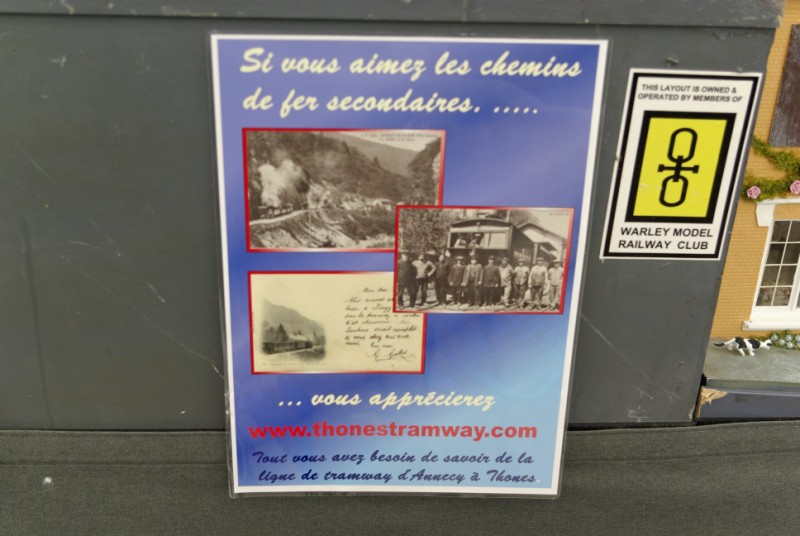 Si vous aimez les chemins
de fer secondaires. .....
... vous apprécierez
www.thonestramway.com
Tout vous avez besoin de savoir de la
ligne de tramway d'Annecy à Thones
THIS LAYOUT IS OWNED &
OPERATED BY MEMBERS OF
WARLEY MODEL
RAILWAY CLUB